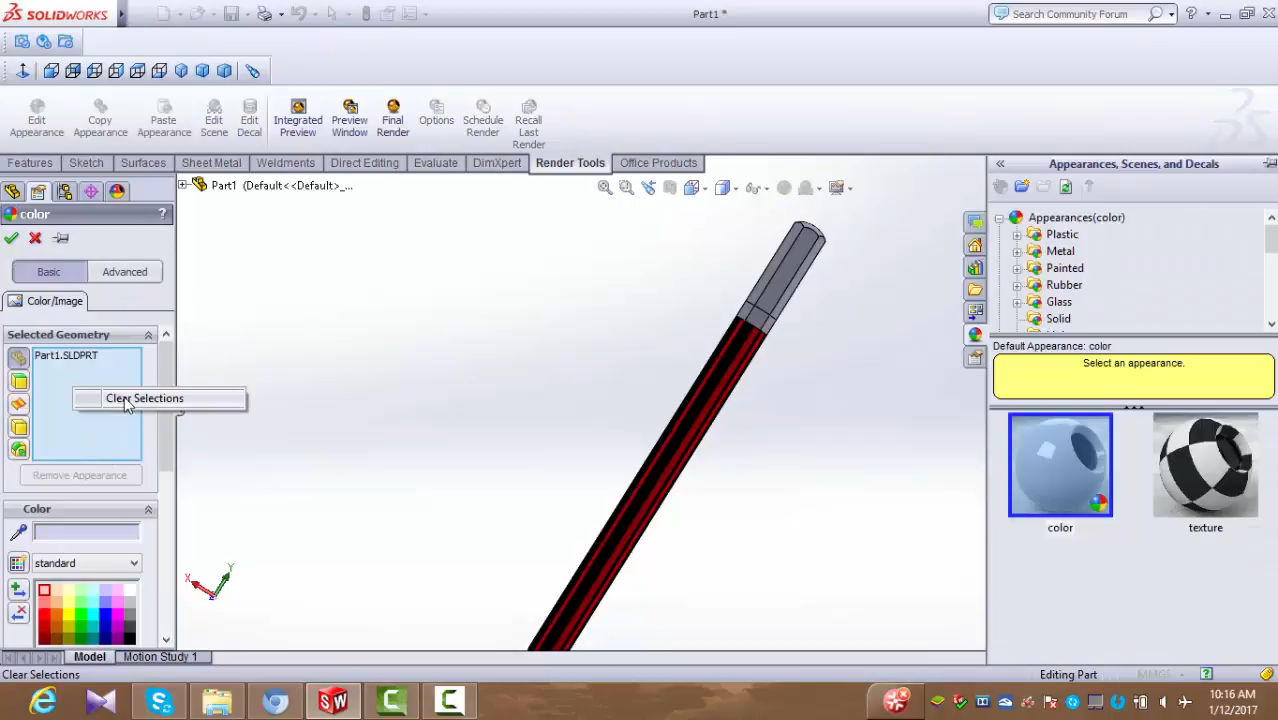 SOLIDWORKS
Part1 *
Search Community Forum
Edit Appearance
Copy Appearance
Paste Appearance
Edit Scene
Edit Decal
Integrated Preview
Preview Window
Final Render
Options
Schedule Render
Recall Last Render
Features
Sketch
Surfaces
Sheet Metal
Weldments
Direct Editing
Evaluate
DimXpert
Render Tools
Office Products
Appearances, Scenes, and Decals
Part1 (Default<<Default>_...
color
?
Basic
Advanced
Color/Image
Selected Geometry
Part1.SLDPRT
Clear Selections
Remove Appearance
Color
standard
Appearances(color)
Plastic
Metal
Painted
Rubber
Glass
Solid
Default Appearance: color
Select an appearance.
color
texture
X
Y
Z
Model
Motion Study 1
Clear Selections
Editing Part
MMGS
10:16 AM
1/12/2017